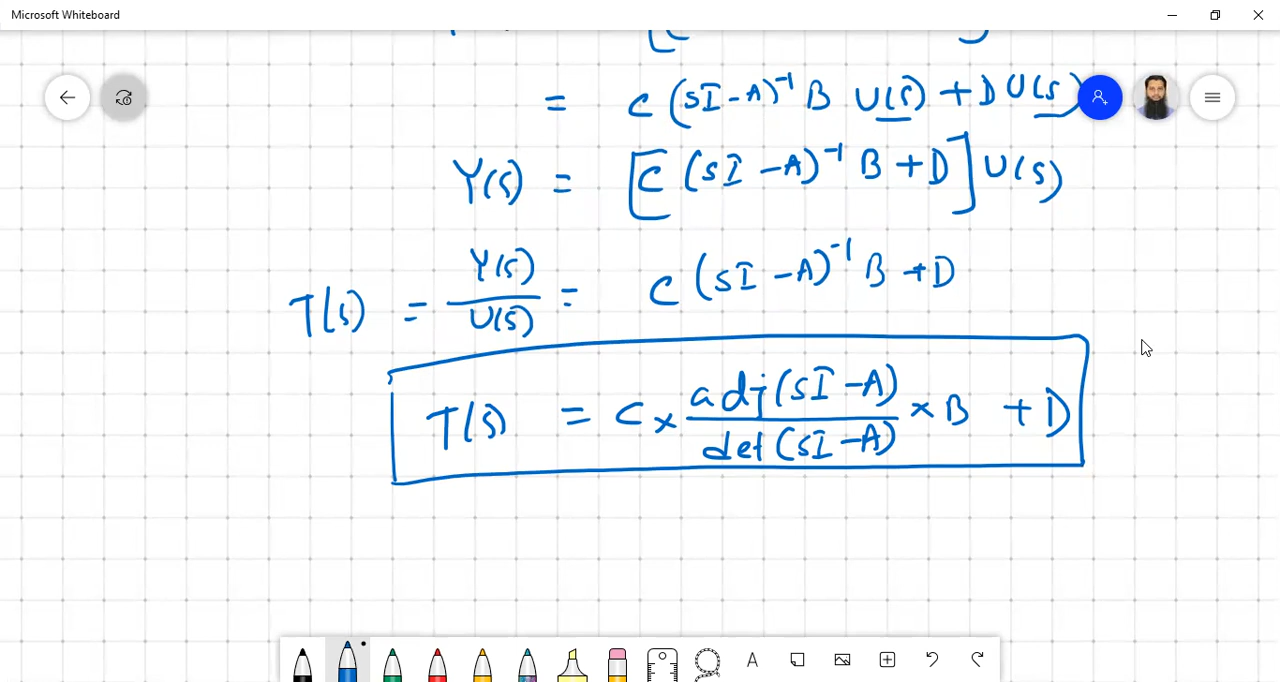 Microsoft Whiteboard
= C (sI-A)^-1 B U(s) + D U(s)
Y(s) = [C (sI-A)^-1 B + D] U(s)
T(s) = Y(s)/U(s) = C (sI-A)^-1 B + D
T(s) = C × adj(sI-A)/det(sI-A) × B + D
A